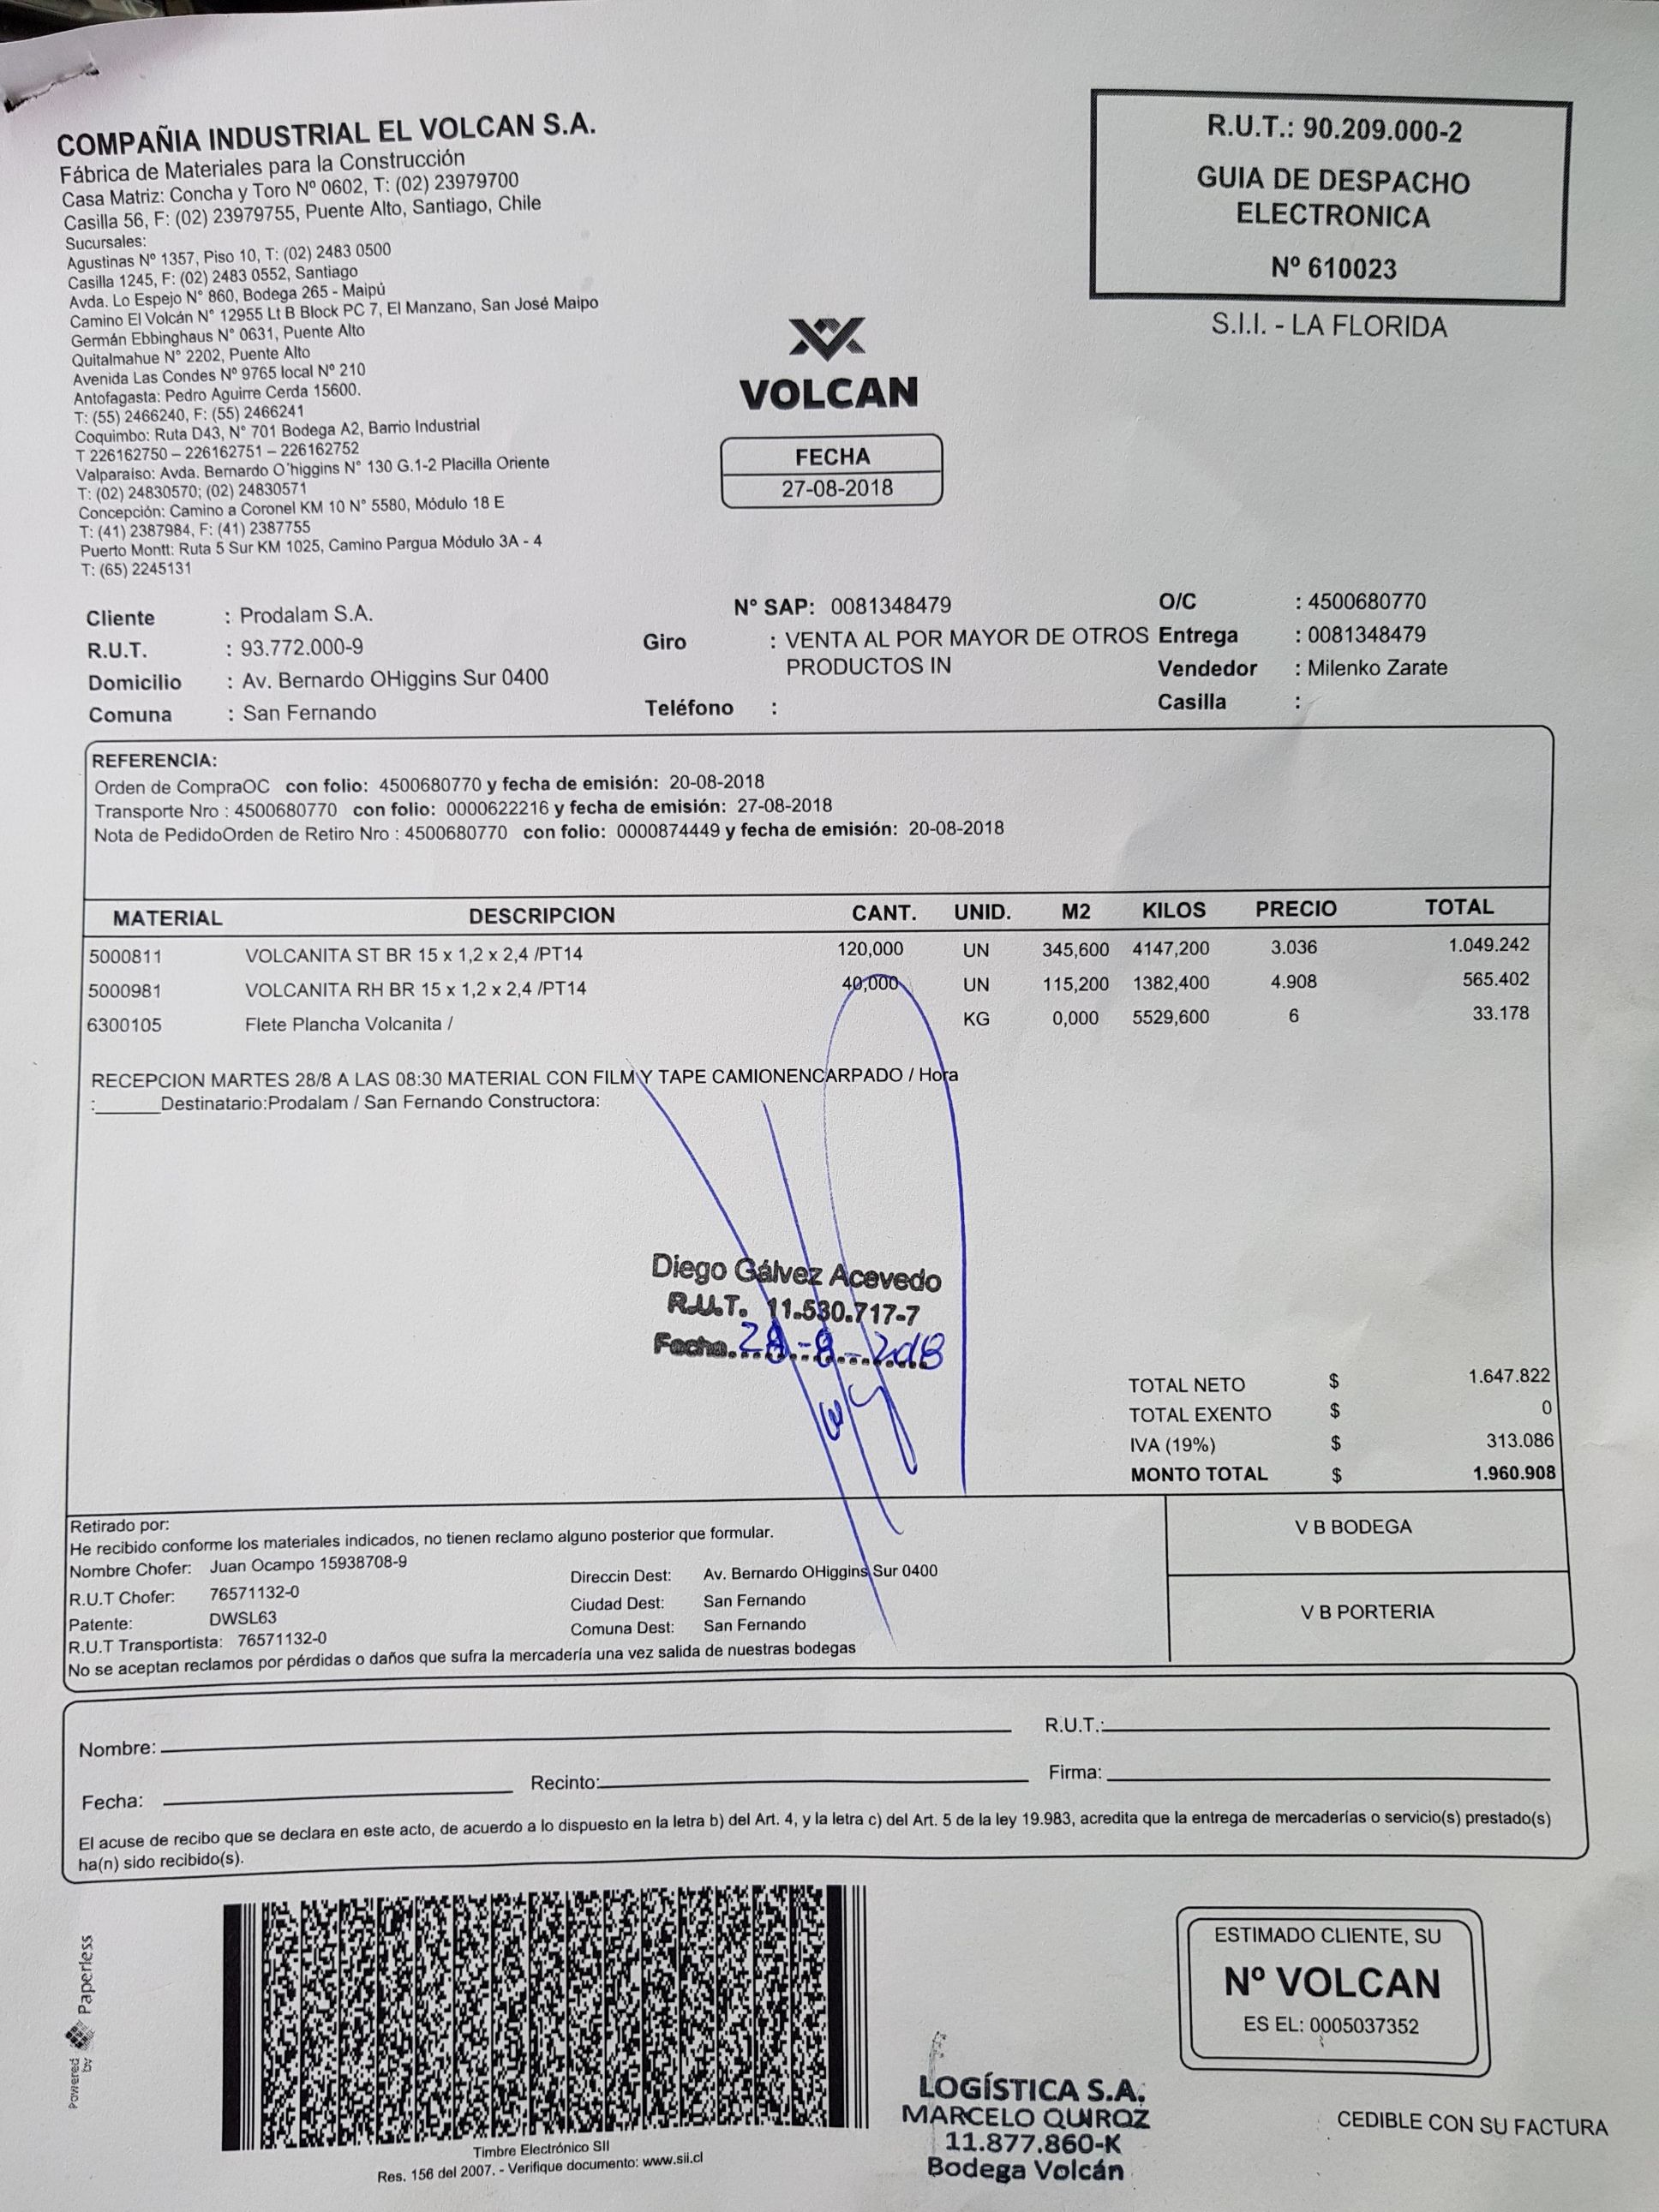 COMPAÑIA INDUSTRIAL EL VOLCAN S.A.
Fábrica de Materiales para la Construcción
Casa Matriz: Concha y Toro Nº 0602, T: (02) 23979700
Casilla 56, F: (02) 23979755, Puente Alto, Santiago, Chile
Sucursales:
Agustinas Nº 1357, Piso 10, T: (02) 2483 0500
Casilla 1245, F: (02) 2483 0552, Santiago
Avda. Lo Espejo N° 860, Bodega 265 - Maipú
Camino El Volcán N° 12955 Lt B Block PC 7, El Manzano, San José Maipo
Germán Ebbinghaus N° 0631, Puente Alto
Quitalmahue N° 2202, Puente Alto
Avenida Las Condes Nº 9765 local Nº 210
Antofagasta: Pedro Aguirre Cerda 15600.
T: (55) 2466240, F: (55) 2466241
Coquimbo: Ruta D43, N° 701 Bodega A2, Barrio Industrial
T 226162750 – 226162751 – 226162752
Valparaíso: Avda. Bernardo O´higgins N° 130 G.1-2 Placilla Oriente
T: (02) 24830570; (02) 24830571
Concepción: Camino a Coronel KM 10 N° 5580, Módulo 18 E
T: (41) 2387984, F: (41) 2387755
Puerto Montt: Ruta 5 Sur KM 1025, Camino Pargua Módulo 3A - 4
T: (65) 2245131
R.U.T.: 90.209.000-2
GUIA DE DESPACHO
ELECTRONICA
Nº 610023
S.I.I. - LA FLORIDA
VOLCAN
FECHA
27-08-2018
Cliente : Prodalam S.A. N° SAP: 0081348479 O/C : 4500680770
R.U.T. : 93.772.000-9 Giro : VENTA AL POR MAYOR DE OTROS Entrega : 0081348479
PRODUCTOS IN
Domicilio : Av. Bernardo OHiggins Sur 0400 Vendedor : Milenko Zarate
Comuna : San Fernando Teléfono : Casilla :
REFERENCIA:
Orden de CompraOC con folio: 4500680770 y fecha de emisión: 20-08-2018
Transporte Nro : 4500680770 con folio: 0000622216 y fecha de emisión: 27-08-2018
Nota de PedidoOrden de Retiro Nro : 4500680770 con folio: 0000874449 y fecha de emisión: 20-08-2018
MATERIAL DESCRIPCION CANT. UNID. M2 KILOS PRECIO TOTAL
5000811 VOLCANITA ST BR 15 x 1,2 x 2,4 /PT14 120,000 UN 345,600 4147,200 3.036 1.049.242
5000981 VOLCANITA RH BR 15 x 1,2 x 2,4 /PT14 40,000 UN 115,200 1382,400 4.908 565.402
6300105 Flete Plancha Volcanita / KG 0,000 5529,600 6 33.178
RECEPCION MARTES 28/8 A LAS 08:30 MATERIAL CON FILM Y TAPE CAMIONENCARPADO / Hora
:______Destinatario:Prodalam / San Fernando Constructora:
Diego Gálvez Acevedo
R.U.T. 11.530.717-7
Fecha 28-8-2018
TOTAL NETO $ 1.647.822
TOTAL EXENTO $ 0
IVA (19%) $ 313.086
MONTO TOTAL $ 1.960.908
Retirado por:
He recibido conforme los materiales indicados, no tienen reclamo alguno posterior que formular.
Nombre Chofer: Juan Ocampo 15938708-9
R.U.T Chofer: 76571132-0
Patente: DWSL63
R.U.T Transportista: 76571132-0
Direccin Dest: Av. Bernardo OHiggins Sur 0400
Ciudad Dest: San Fernando
Comuna Dest: San Fernando
No se aceptan reclamos por pérdidas o daños que sufra la mercadería una vez salida de nuestras bodegas
V B BODEGA
V B PORTERIA
Nombre: R.U.T.:
Fecha: Recinto: Firma:
El acuse de recibo que se declara en este acto, de acuerdo a lo dispuesto en la letra b) del Art. 4, y la letra c) del Art. 5 de la ley 19.983, acredita que la entrega de mercaderías o servicio(s) prestado(s)
ha(n) sido recibido(s).
Powered by Paperless
Timbre Electrónico SII
Res. 156 del 2007. - Verifique documento: www.sii.cl
LOGÍSTICA S.A.
MARCELO QUIROZ
11.877.860-K
Bodega Volcán
ESTIMADO CLIENTE, SU
Nº VOLCAN
ES EL: 0005037352
CEDIBLE CON SU FACTURA